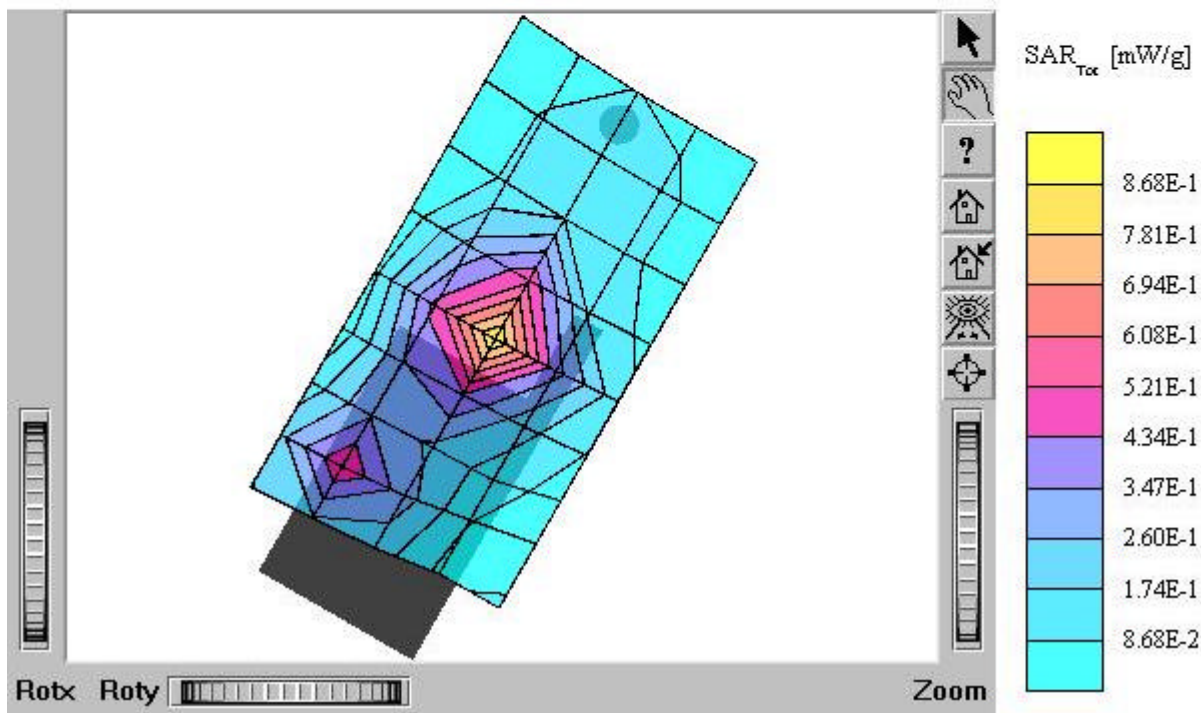 SAR_Tot [mW/g]
?
8.68E-1
7.81E-1
6.94E-1
6.08E-1
5.21E-1
4.34E-1
3.47E-1
2.60E-1
1.74E-1
8.68E-2
Rotx Roty Zoom